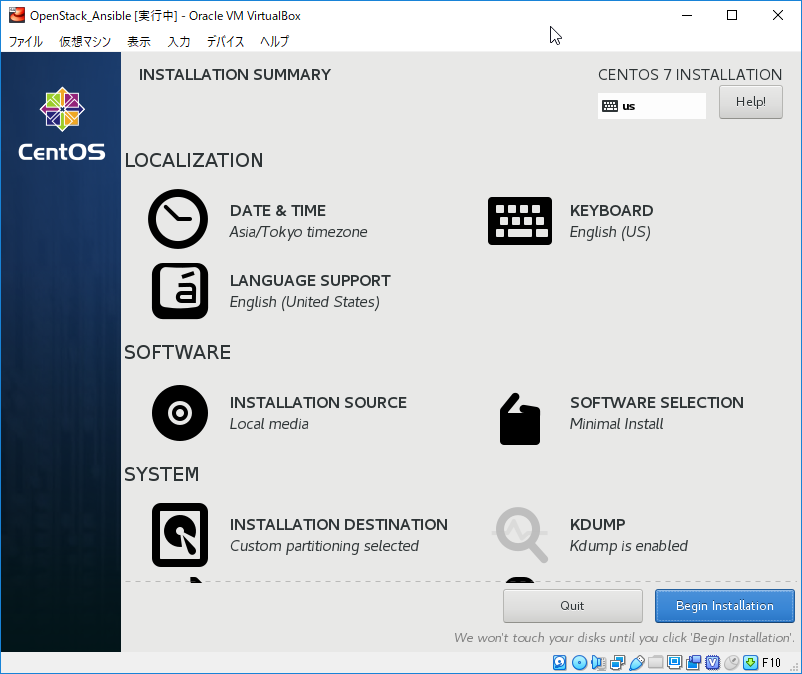 OpenStack_Ansible [実行中] - Oracle VM VirtualBox
ファイル 仮想マシン 表示 入力 デバイス ヘルプ
INSTALLATION SUMMARY
CENTOS 7 INSTALLATION
us
Help!
CentOS
LOCALIZATION
DATE & TIME
Asia/Tokyo timezone
KEYBOARD
English (US)
á
LANGUAGE SUPPORT
English (United States)
SOFTWARE
INSTALLATION SOURCE
Local media
SOFTWARE SELECTION
Minimal Install
SYSTEM
INSTALLATION DESTINATION
Custom partitioning selected
KDUMP
Kdump is enabled
Quit
Begin Installation
We won't touch your disks until you click 'Begin Installation'.
F10